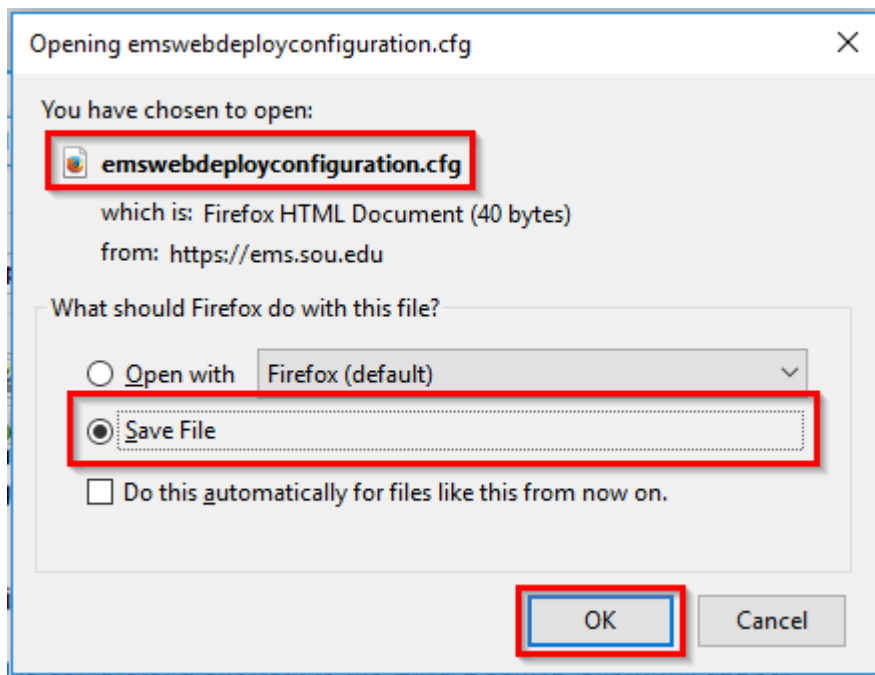 Opening emswebdeployconfiguration.cfg
You have chosen to open:
emswebdeployconfiguration.cfg
which is: Firefox HTML Document (40 bytes)
from: https://ems.sou.edu
What should Firefox do with this file?
Open with Firefox (default)
Save File
Do this automatically for files like this from now on.
OK Cancel